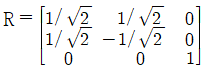 R = [1/√2 1/√2 0
1/√2 -1/√2 0
0 0 1]